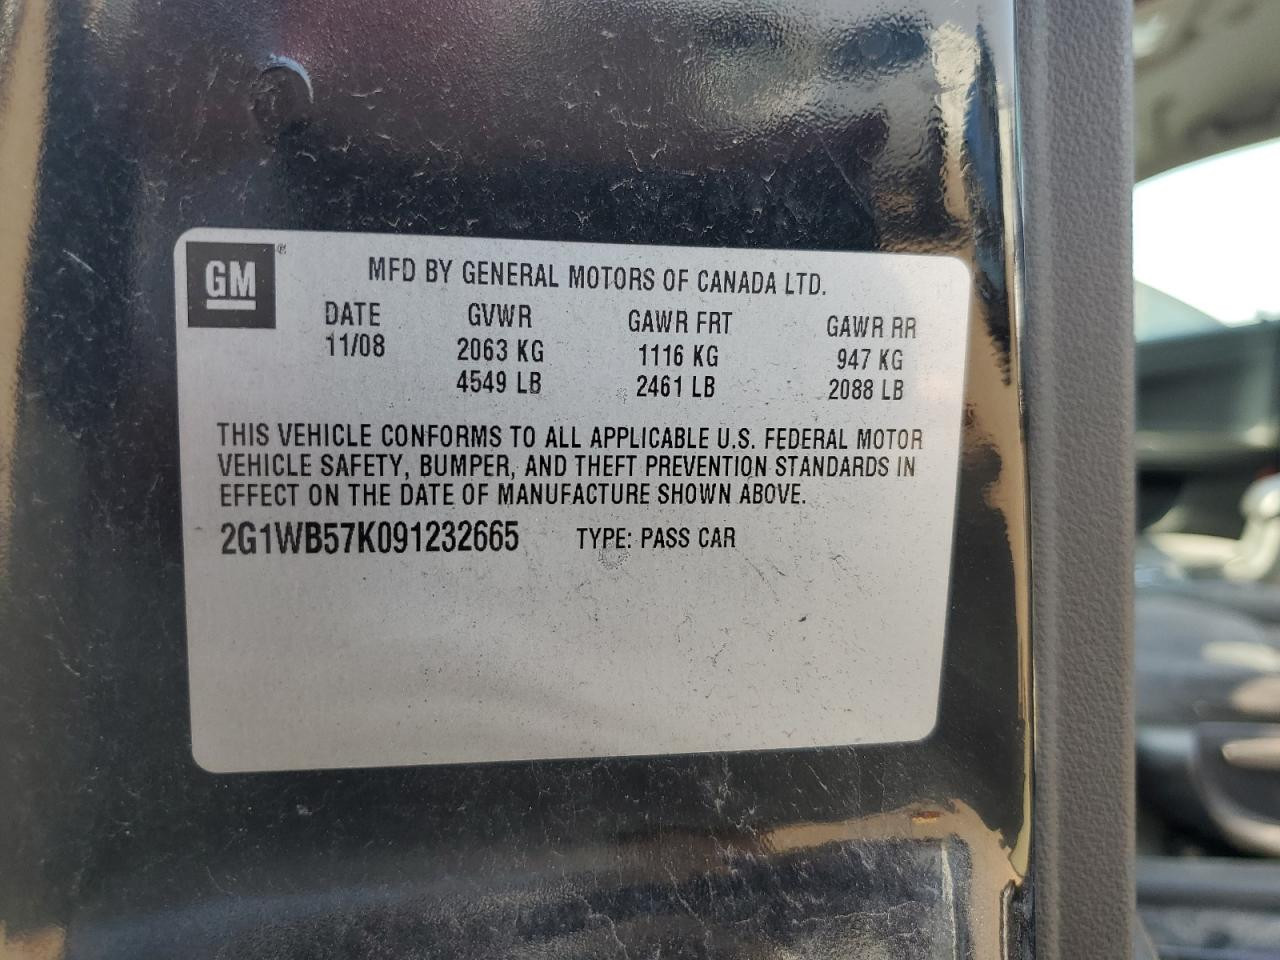 GM ®
MFD BY GENERAL MOTORS OF CANADA LTD.
DATE GVWR GAWR FRT GAWR RR
11/08 2063 KG 1116 KG 947 KG
4549 LB 2461 LB 2088 LB
THIS VEHICLE CONFORMS TO ALL APPLICABLE U.S. FEDERAL MOTOR
VEHICLE SAFETY, BUMPER, AND THEFT PREVENTION STANDARDS IN
EFFECT ON THE DATE OF MANUFACTURE SHOWN ABOVE.
2G1WB57K091232665 TYPE: PASS CAR